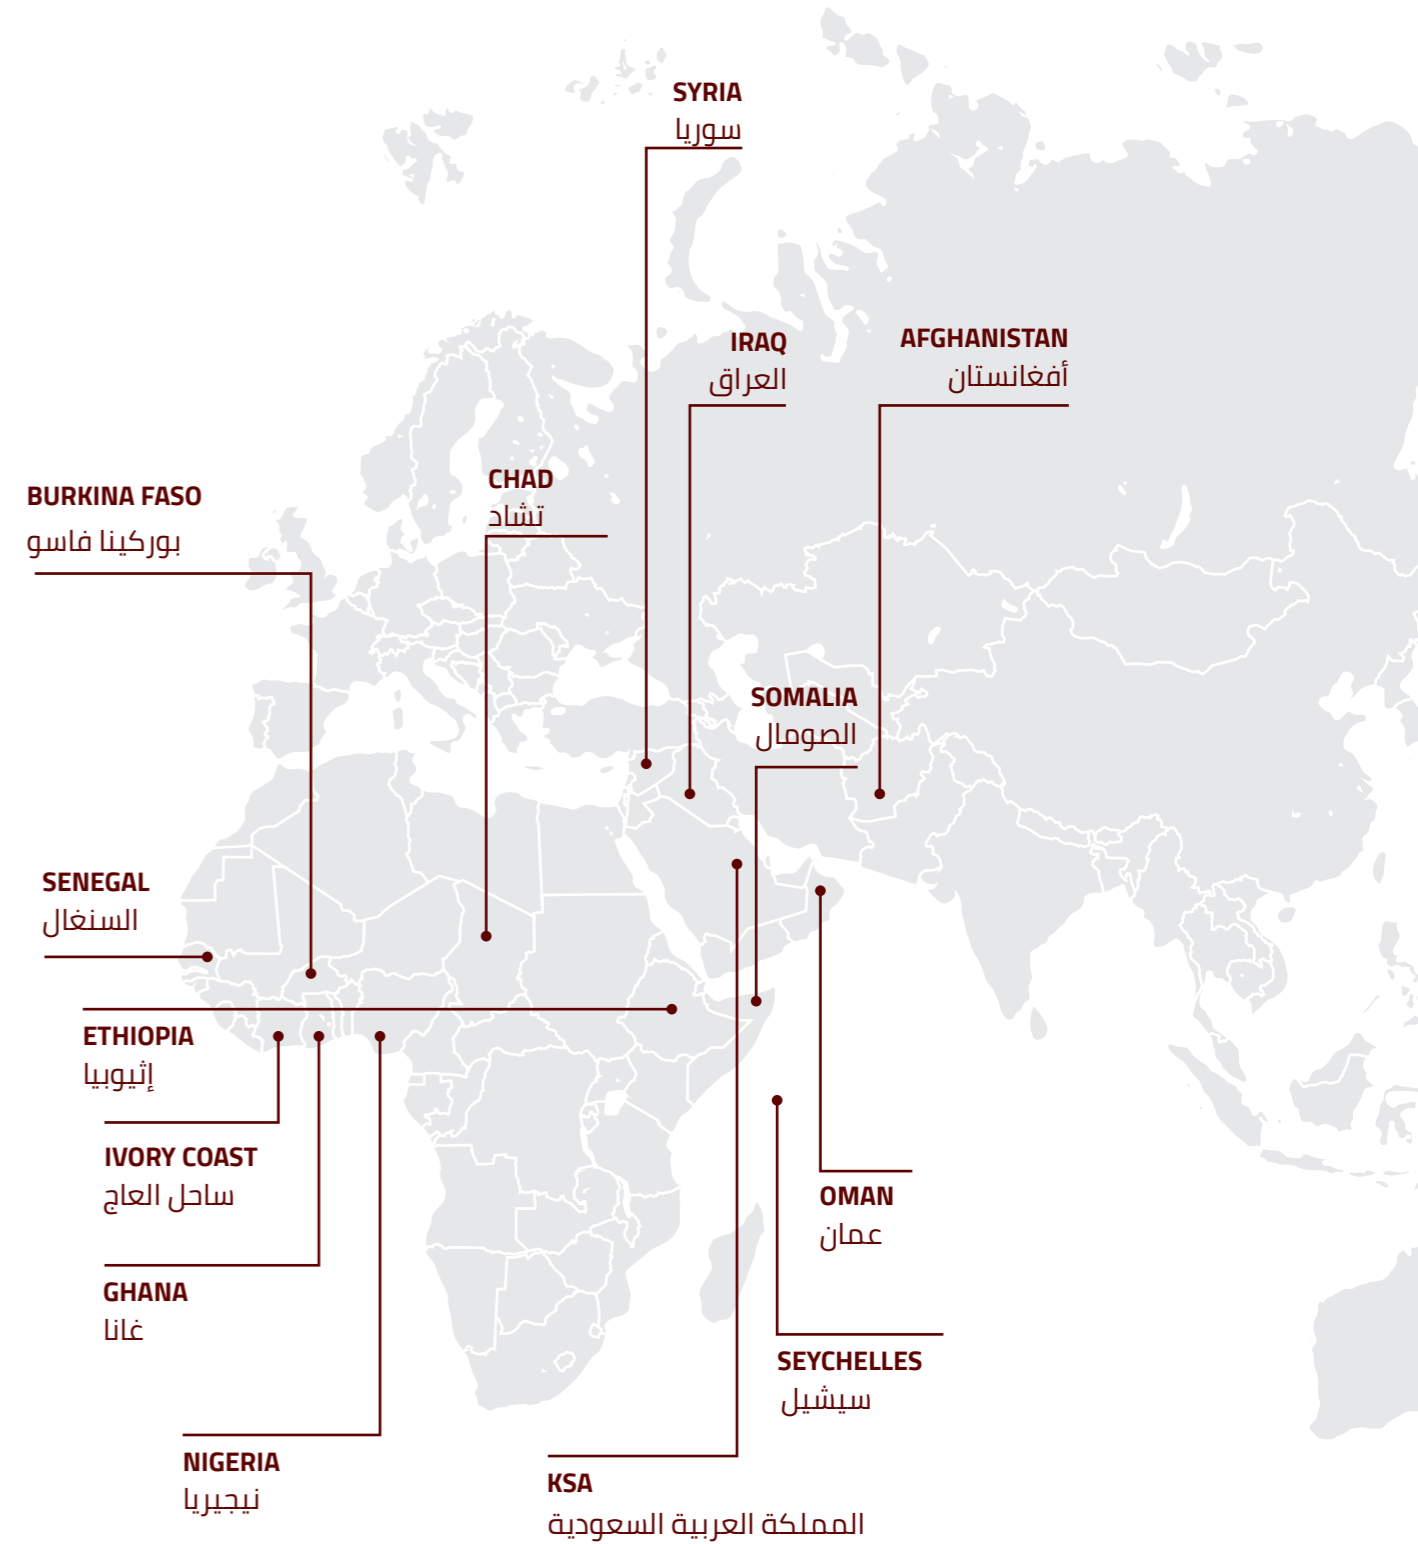 SYRIA
سوريا
IRAQ
العراق
AFGHANISTAN
أفغانستان
CHAD
تشاد
BURKINA FASO
بوركينا فاسو
SOMALIA
الصومال
SENEGAL
السنغال
ETHIOPIA
إثيوبيا
IVORY COAST
ساحل العاج
OMAN
عمان
GHANA
غانا
SEYCHELLES
سيشيل
NIGERIA
نيجيريا
KSA
المملكة العربية السعودية